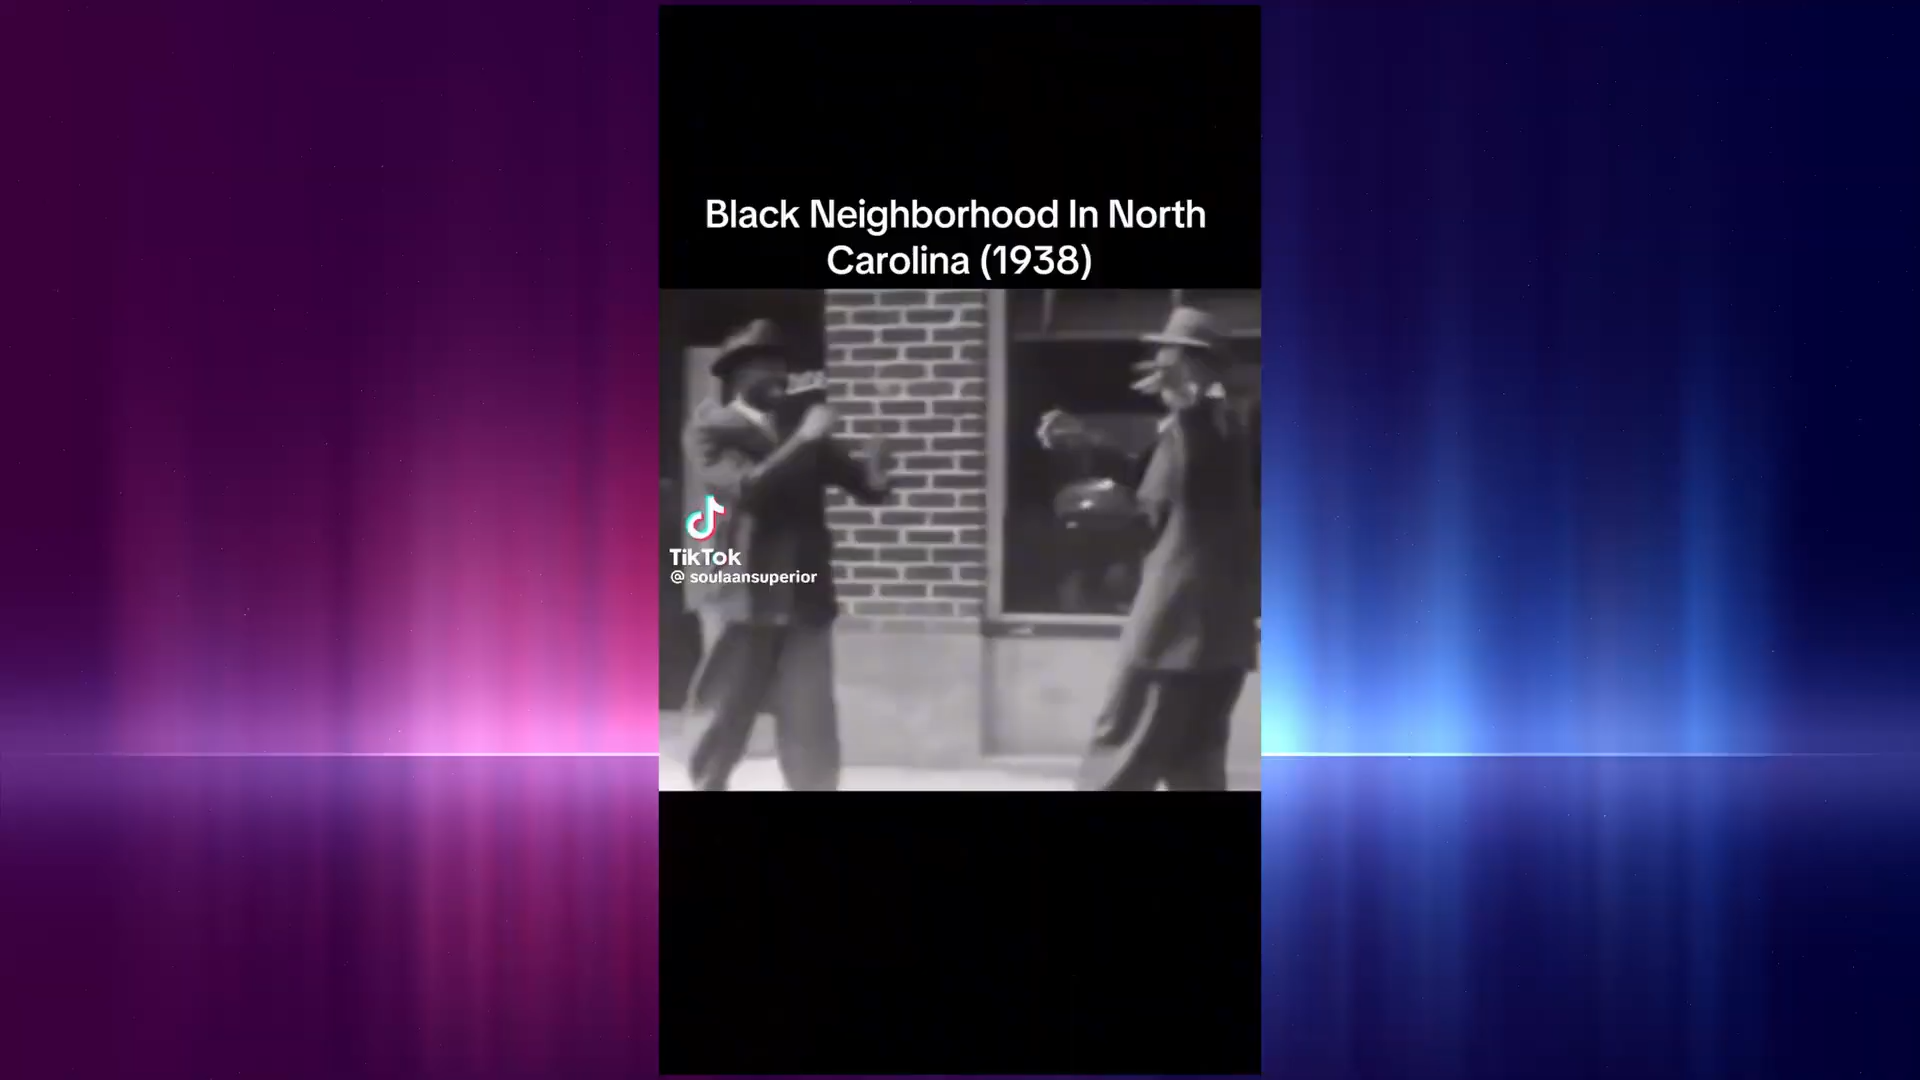 Black Neighborhood In North
Carolina (1938)
TikTok
@ soulaansuperior